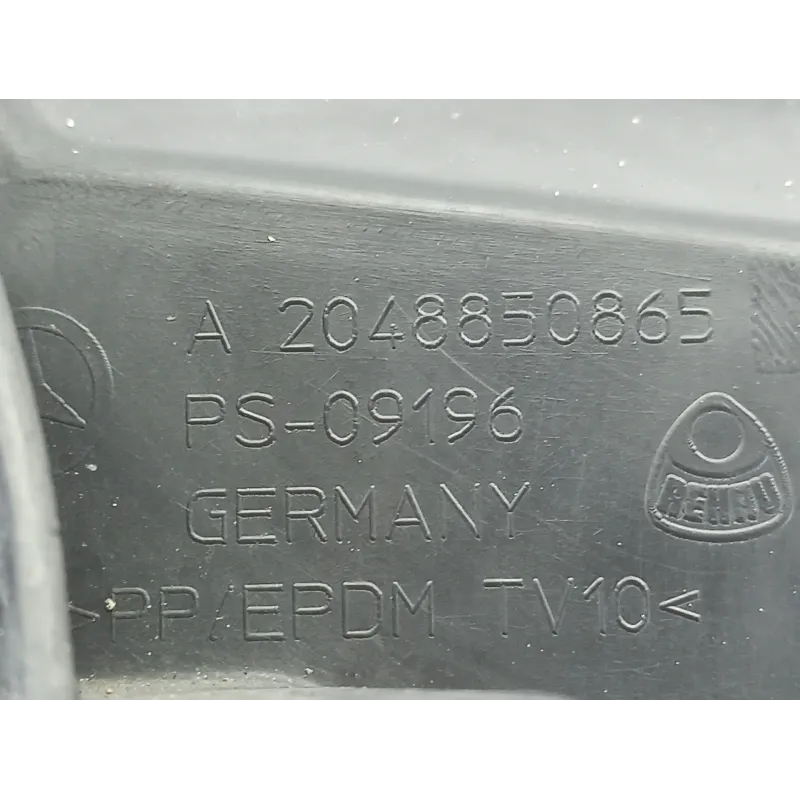 A 2048850865
PS-09196
GERMANY
REHAU
>PP/EPDM TV10<